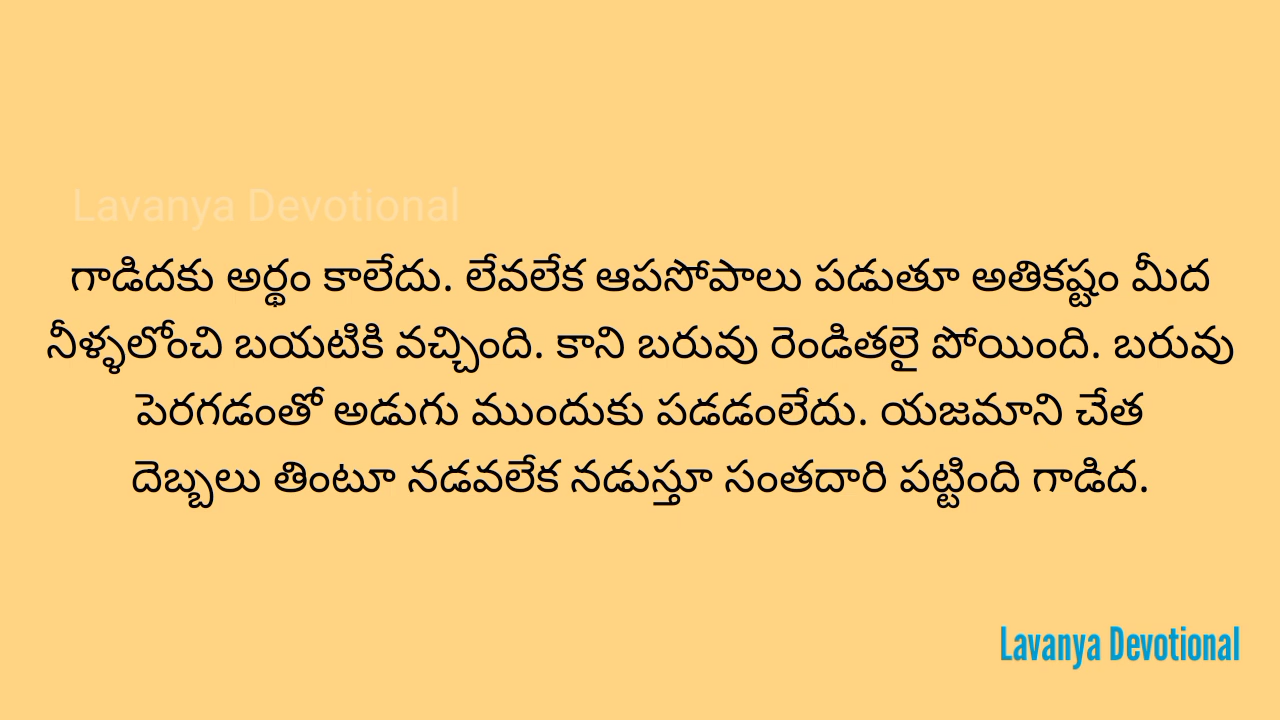 Lavanya Devotional
గాడిదకు అర్థం కాలేదు. లేవలేక ఆపసోపాలు పడుతూ అతికష్టం మీద
నీళ్ళలోంచి బయటికి వచ్చింది. కాని బరువు రెండితలై పోయింది. బరువు
పెరగడంతో అడుగు ముందుకు పడడంలేదు. యజమాని చేత
దెబ్బలు తింటూ నడవలేక నడుస్తూ సంతదారి పట్టింది గాడిద.
Lavanya Devotional